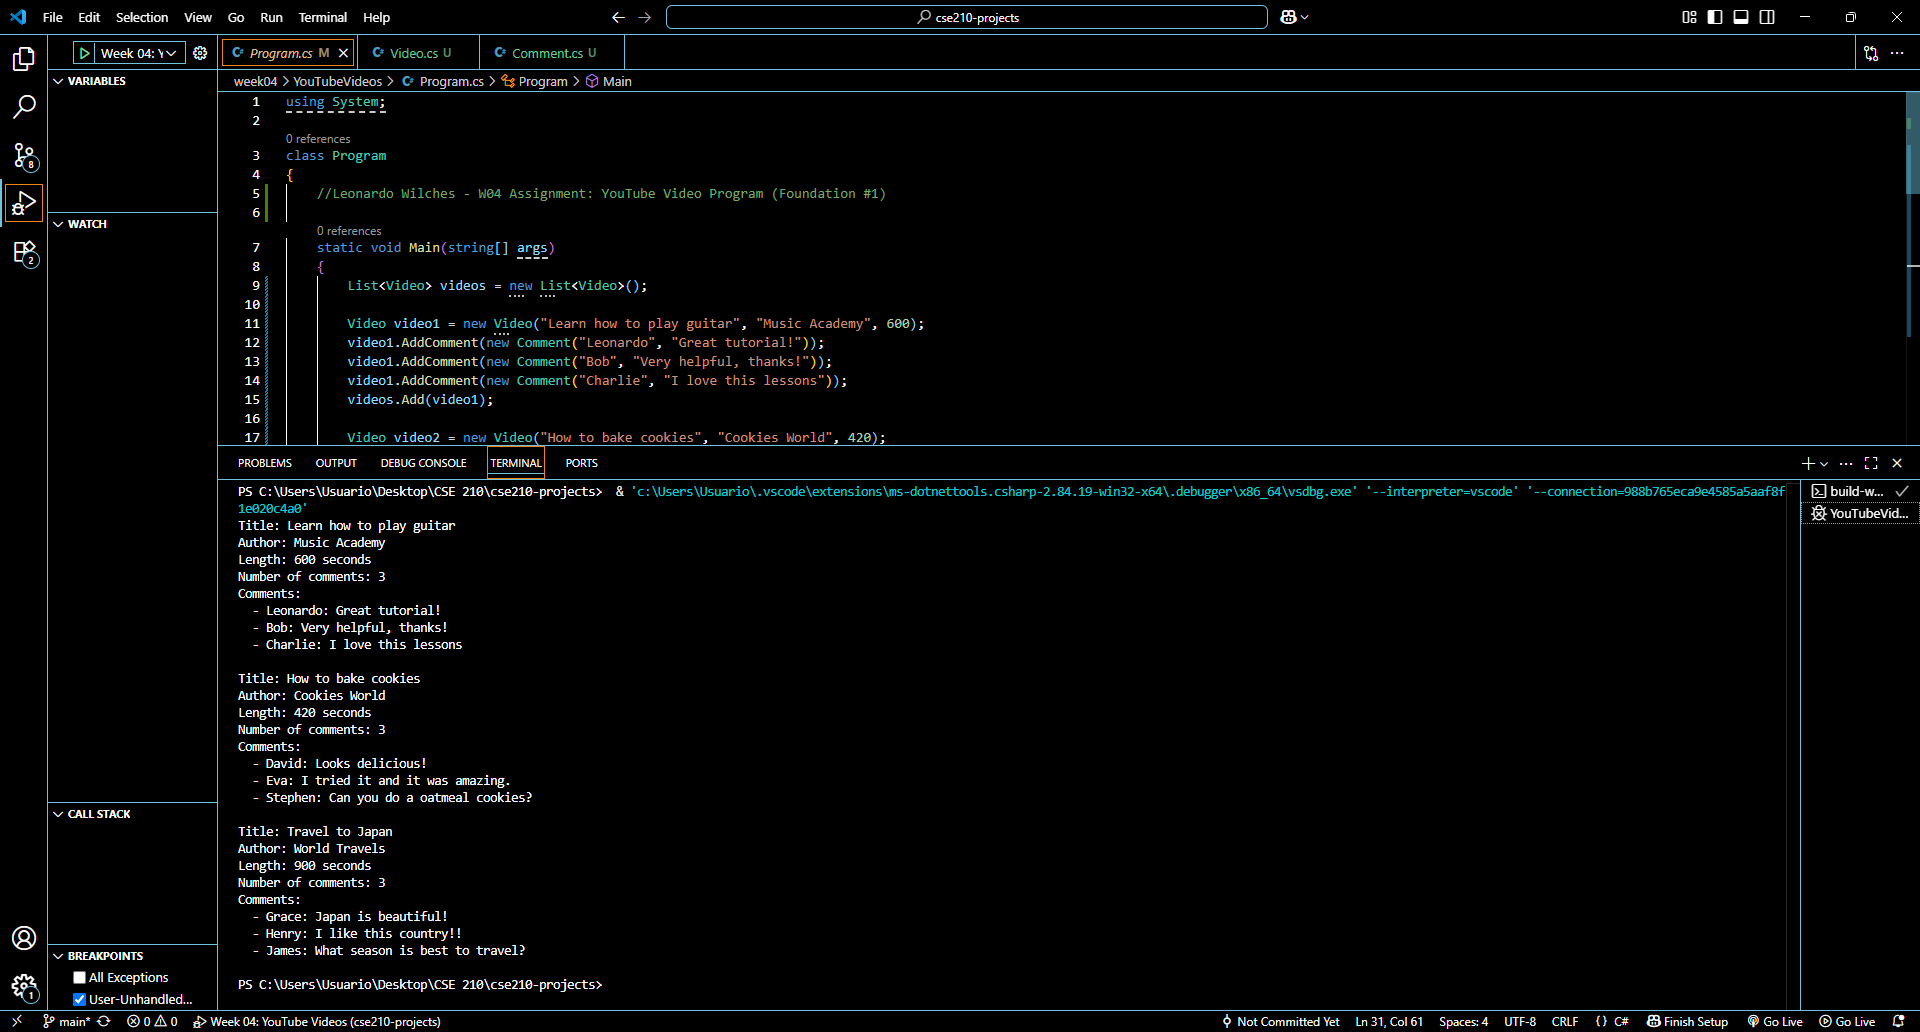 File Edit Selection View Go Run Terminal Help
cse210-projects
Week 04: Y
Program.cs M
Video.cs U
Comment.cs U
VARIABLES
week04 > YouTubeVideos > Program.cs > Program > Main
1 using System;
2
0 references
3 class Program
4 {
5 //Leonardo Wilches - W04 Assignment: YouTube Video Program (Foundation #1)
6
0 references
7 static void Main(string[] args)
8 {
9 List<Video> videos = new List<Video>();
10
11 Video video1 = new Video("Learn how to play guitar", "Music Academy", 600);
12 video1.AddComment(new Comment("Leonardo", "Great tutorial!"));
13 video1.AddComment(new Comment("Bob", "Very helpful, thanks!"));
14 video1.AddComment(new Comment("Charlie", "I love this lessons"));
15 videos.Add(video1);
16
17 Video video2 = new Video("How to bake cookies", "Cookies World", 420);
8
2
WATCH
CALL STACK
BREAKPOINTS
All Exceptions
User-Unhandled...
1
PROBLEMS OUTPUT DEBUG CONSOLE TERMINAL PORTS
PS C:\Users\Usuario\Desktop\CSE 210\cse210-projects> & 'c:\Users\Usuario\.vscode\extensions\ms-dotnettools.csharp-2.84.19-win32-x64\.debugger\x86_64\vsdbg.exe' '--interpreter=vscode' '--connection=988b765eca9e4585a5aaf8f
1e020c4a0'
Title: Learn how to play guitar
Author: Music Academy
Length: 600 seconds
Number of comments: 3
Comments:
- Leonardo: Great tutorial!
- Bob: Very helpful, thanks!
- Charlie: I love this lessons
Title: How to bake cookies
Author: Cookies World
Length: 420 seconds
Number of comments: 3
Comments:
- David: Looks delicious!
- Eva: I tried it and it was amazing.
- Stephen: Can you do a oatmeal cookies?
Title: Travel to Japan
Author: World Travels
Length: 900 seconds
Number of comments: 3
Comments:
- Grace: Japan is beautiful!
- Henry: I like this country!!
- James: What season is best to travel?
PS C:\Users\Usuario\Desktop\CSE 210\cse210-projects>
build-w...
YouTubeVid...
main* 0 0 Week 04: YouTube Videos (cse210-projects)
Not Committed Yet Ln 31, Col 61 Spaces: 4 UTF-8 CRLF {} C# Finish Setup Go Live Go Live